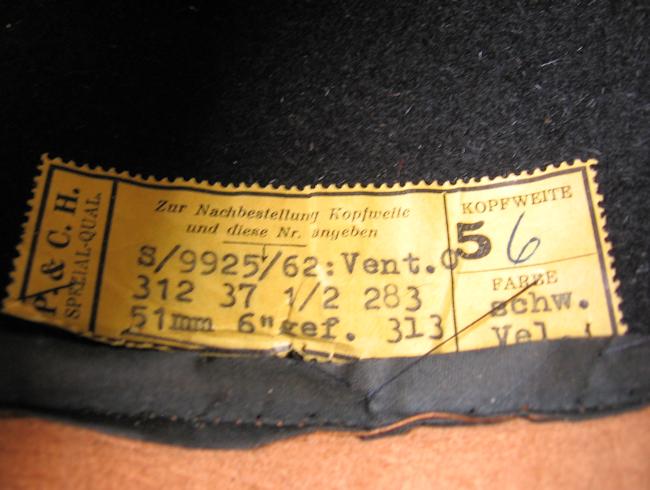 P. & C. H.
SPEZIAL-QUAL.
Zur Nachbestellung Kopfweite
und diese Nr. angeben
S/9925/62:Vent.
312 37 1/2 283
51mm 6" gef. 313
KOPFWEITE
56
FARBE
schw.
Vel